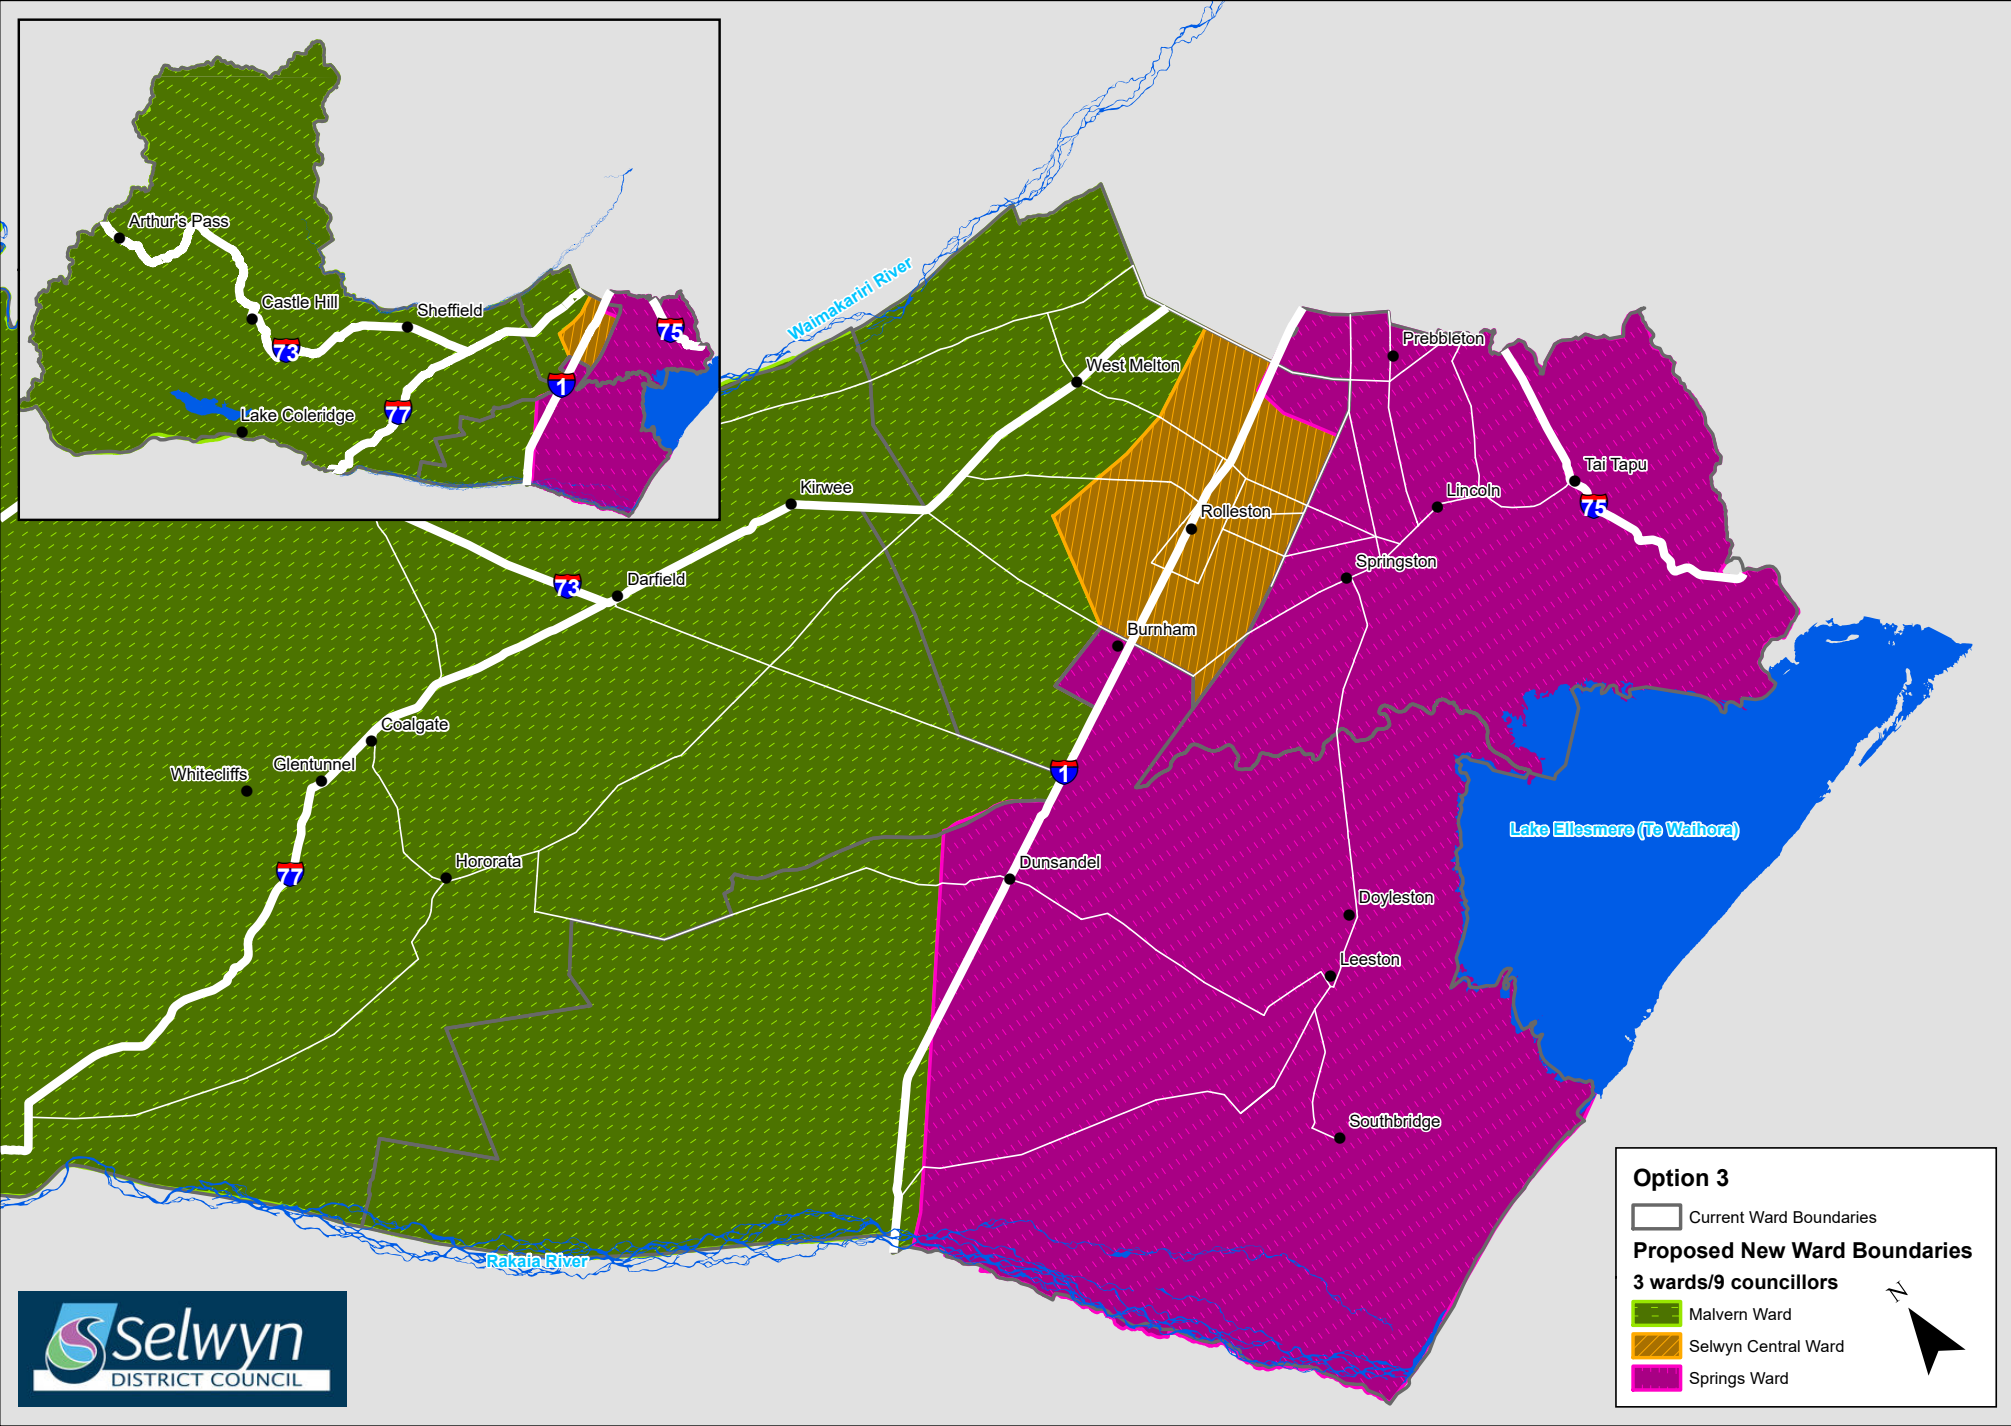 Arthur's Pass
Castle Hill
Sheffield
73
75
1
77
Lake Coleridge
Waimakariri River
West Melton
Prebbleton
Tai Tapu
Lincoln
75
Kirwee
Rolleston
Springston
73
Darfield
Burnham
Coalgate
Glentunnel
Whitecliffs
1
Lake Ellesmere (Te Waihora)
77
Hororata
Dunsandel
Doyleston
Leeston
Southbridge
Rakaia River
Selwyn
DISTRICT COUNCIL
Option 3
Current Ward Boundaries
Proposed New Ward Boundaries
3 wards/9 councillors
N
Malvern Ward
Selwyn Central Ward
Springs Ward